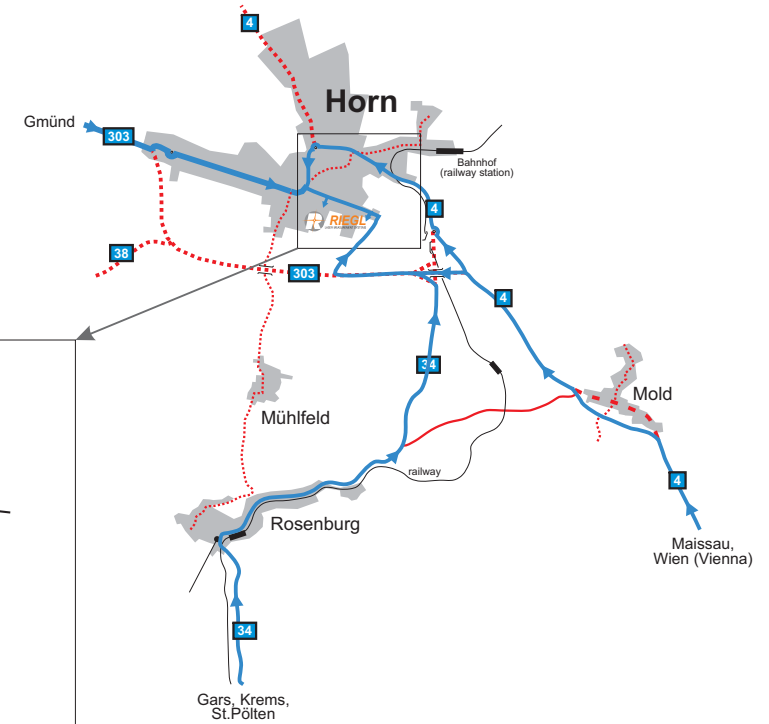 4
Horn
Gmünd
303
Bahnhof
(railway station)
4
RIEGL
38
303
4
34
Mold
Mühlfeld
railway
4
Rosenburg
Maissau,
Wien (Vienna)
34
Gars, Krems,
St.Pölten